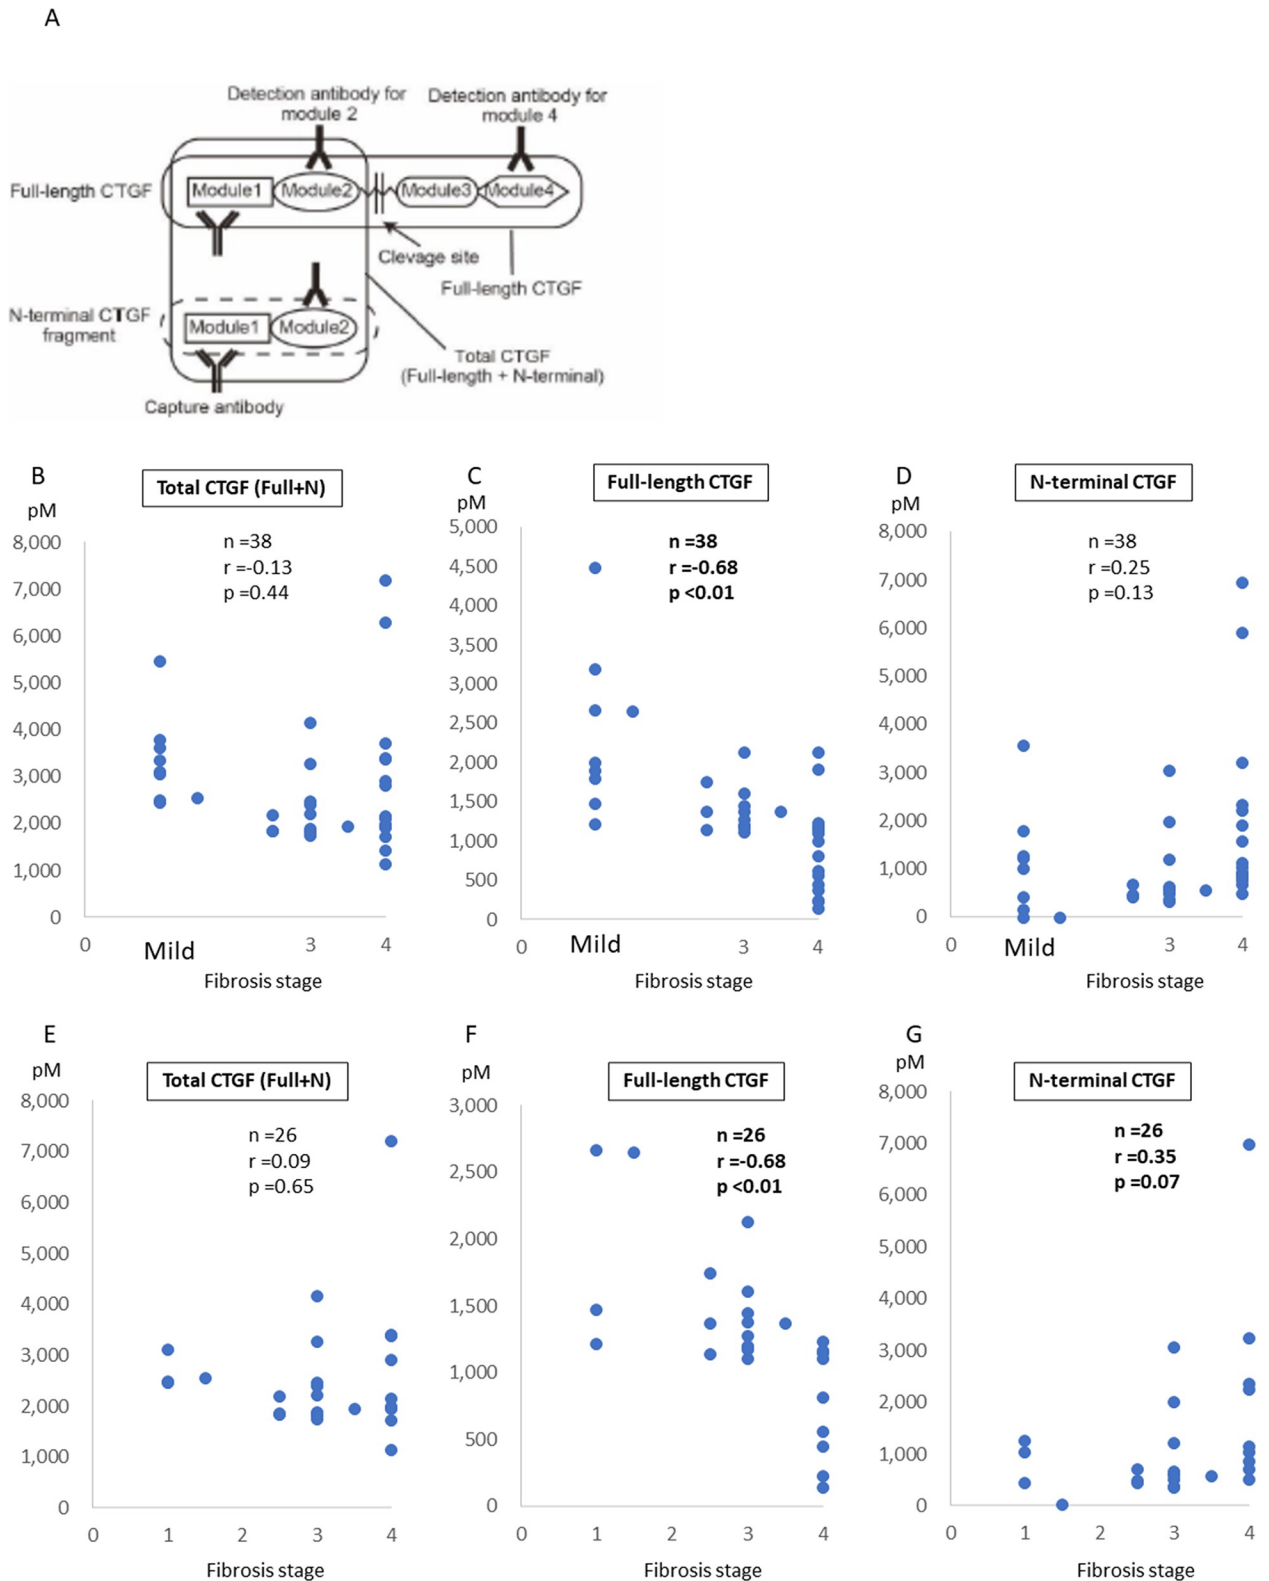 A
Detection antibody for
module 2
Detection antibody for
module 4
Full-length CTGF
Module1
Module2
Module3
Module4
Clevage site
Full-length CTGF
N-terminal CTGF
fragment
Module1
Module2
Total CTGF
(Full-length + N-terminal)
Capture antibody
B
Total CTGF (Full+N)
pM
n =38
r =-0.13
p =0.44
8,000
7,000
6,000
5,000
4,000
3,000
2,000
1,000
0
0
Mild
3
4
Fibrosis stage
C
Full-length CTGF
pM
n =38
r =-0.68
p <0.01
5,000
4,500
4,000
3,500
3,000
2,500
2,000
1,500
1,000
500
0
0
Mild
3
4
Fibrosis stage
D
N-terminal CTGF
pM
n =38
r =0.25
p =0.13
8,000
7,000
6,000
5,000
4,000
3,000
2,000
1,000
0
0
Mild
3
4
Fibrosis stage
E
Total CTGF (Full+N)
pM
n =26
r =0.09
p =0.65
8,000
7,000
6,000
5,000
4,000
3,000
2,000
1,000
0
0
1
2
3
4
Fibrosis stage
F
Full-length CTGF
pM
n =26
r =-0.68
p <0.01
3,000
2,500
2,000
1,500
1,000
500
0
0
1
2
3
4
Fibrosis stage
G
N-terminal CTGF
pM
n =26
r =0.35
p =0.07
8,000
7,000
6,000
5,000
4,000
3,000
2,000
1,000
0
0
1
2
3
4
Fibrosis stage